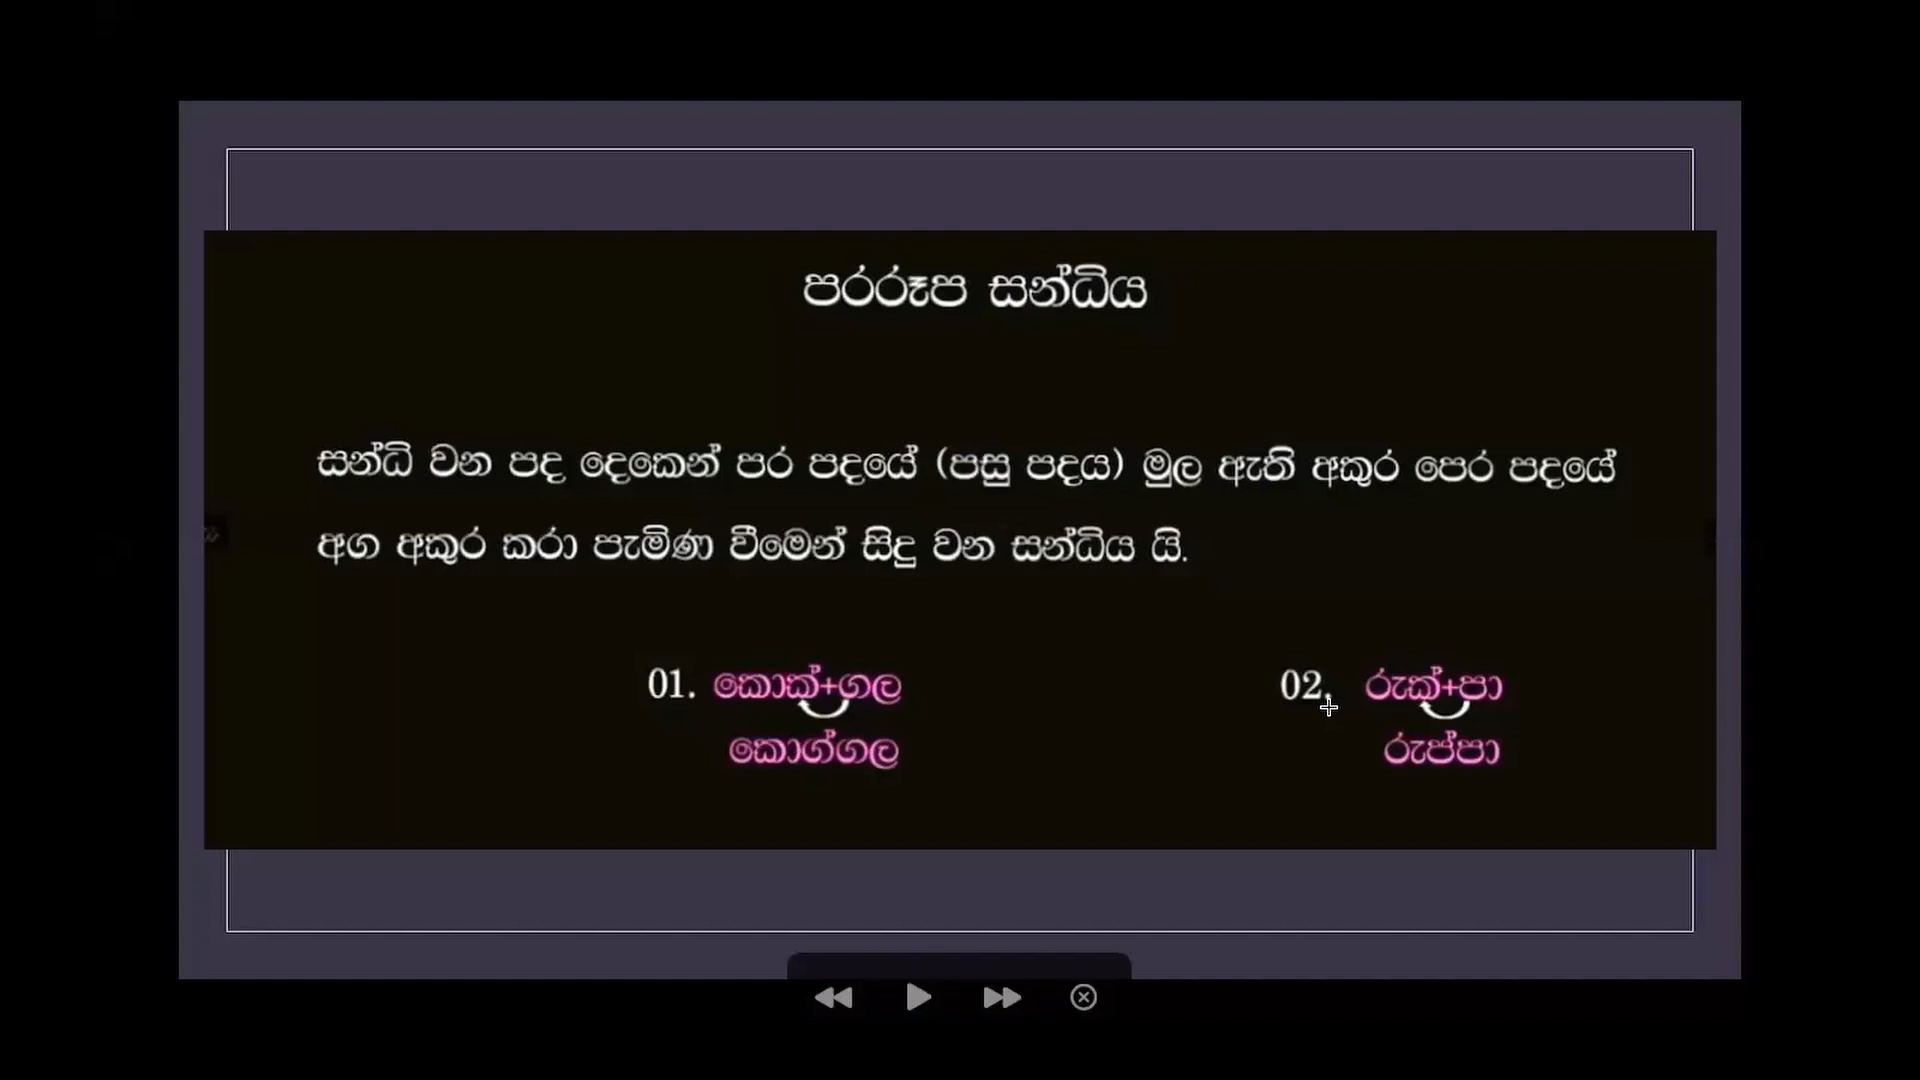 පරරූප සන්ධිය
සන්ධි වන පද දෙකෙන් පර පදයේ (පසු පදය) මුල ඇති අකුර පෙර පදයේ
අග අකුර කරා පැමිණ වීමෙන් සිදු වන සන්ධිය යි.
01. කොක්+ගල
කොග්ගල
02. රුක්+පා
රුප්පා